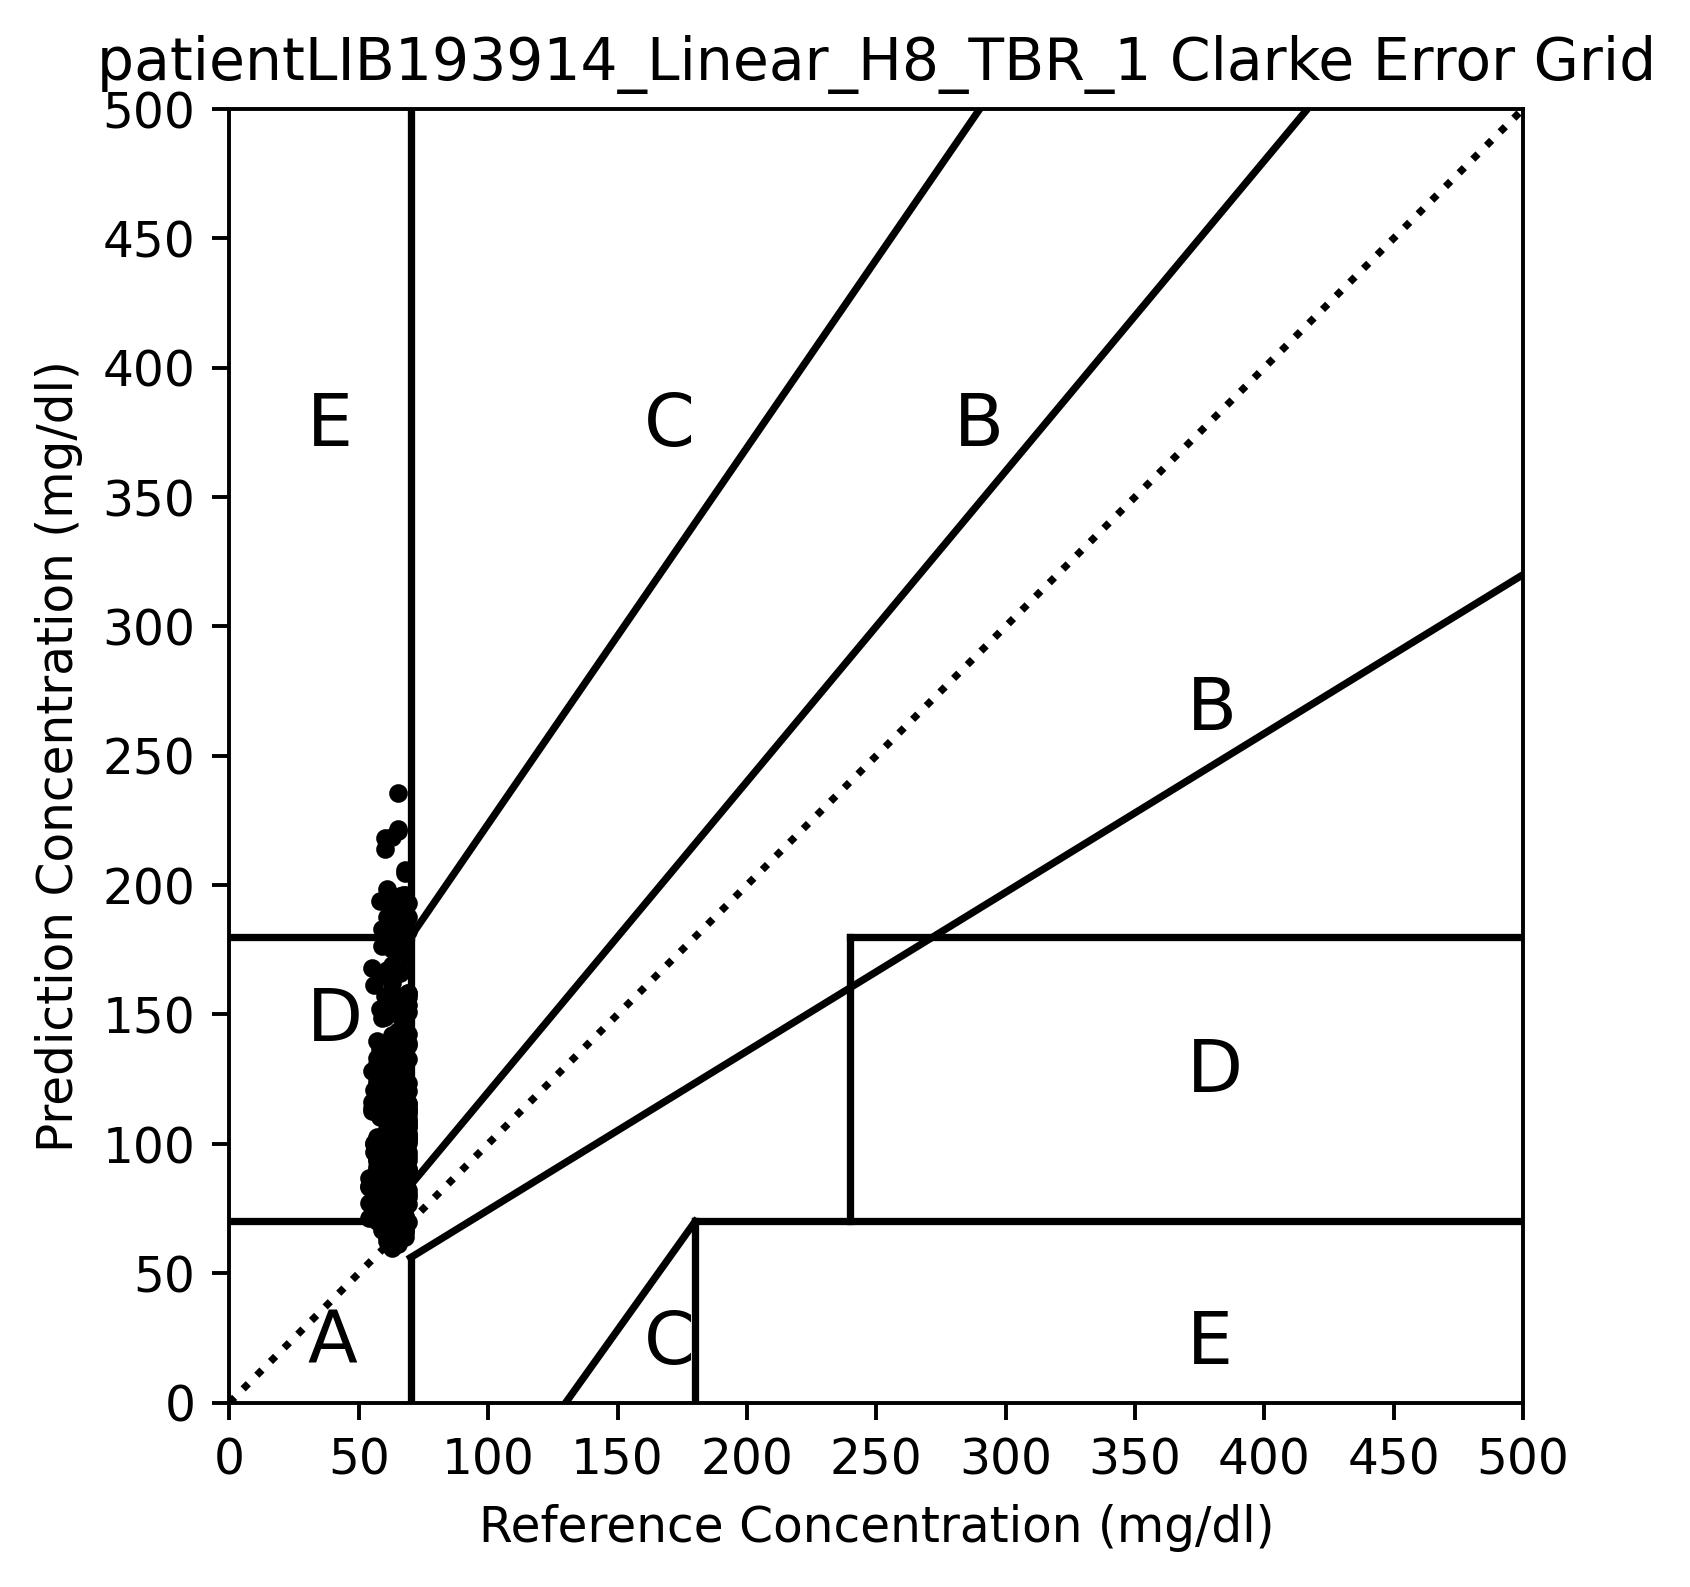 patientLIB193914_Linear_H8_TBR_1 Clarke Error Grid
500
450
400
350
300
250
200
150
100
50
0
Prediction Concentration (mg/dl)
E
C
B
B
D
D
A
C
E
0 50 100 150 200 250 300 350 400 450 500
Reference Concentration (mg/dl)